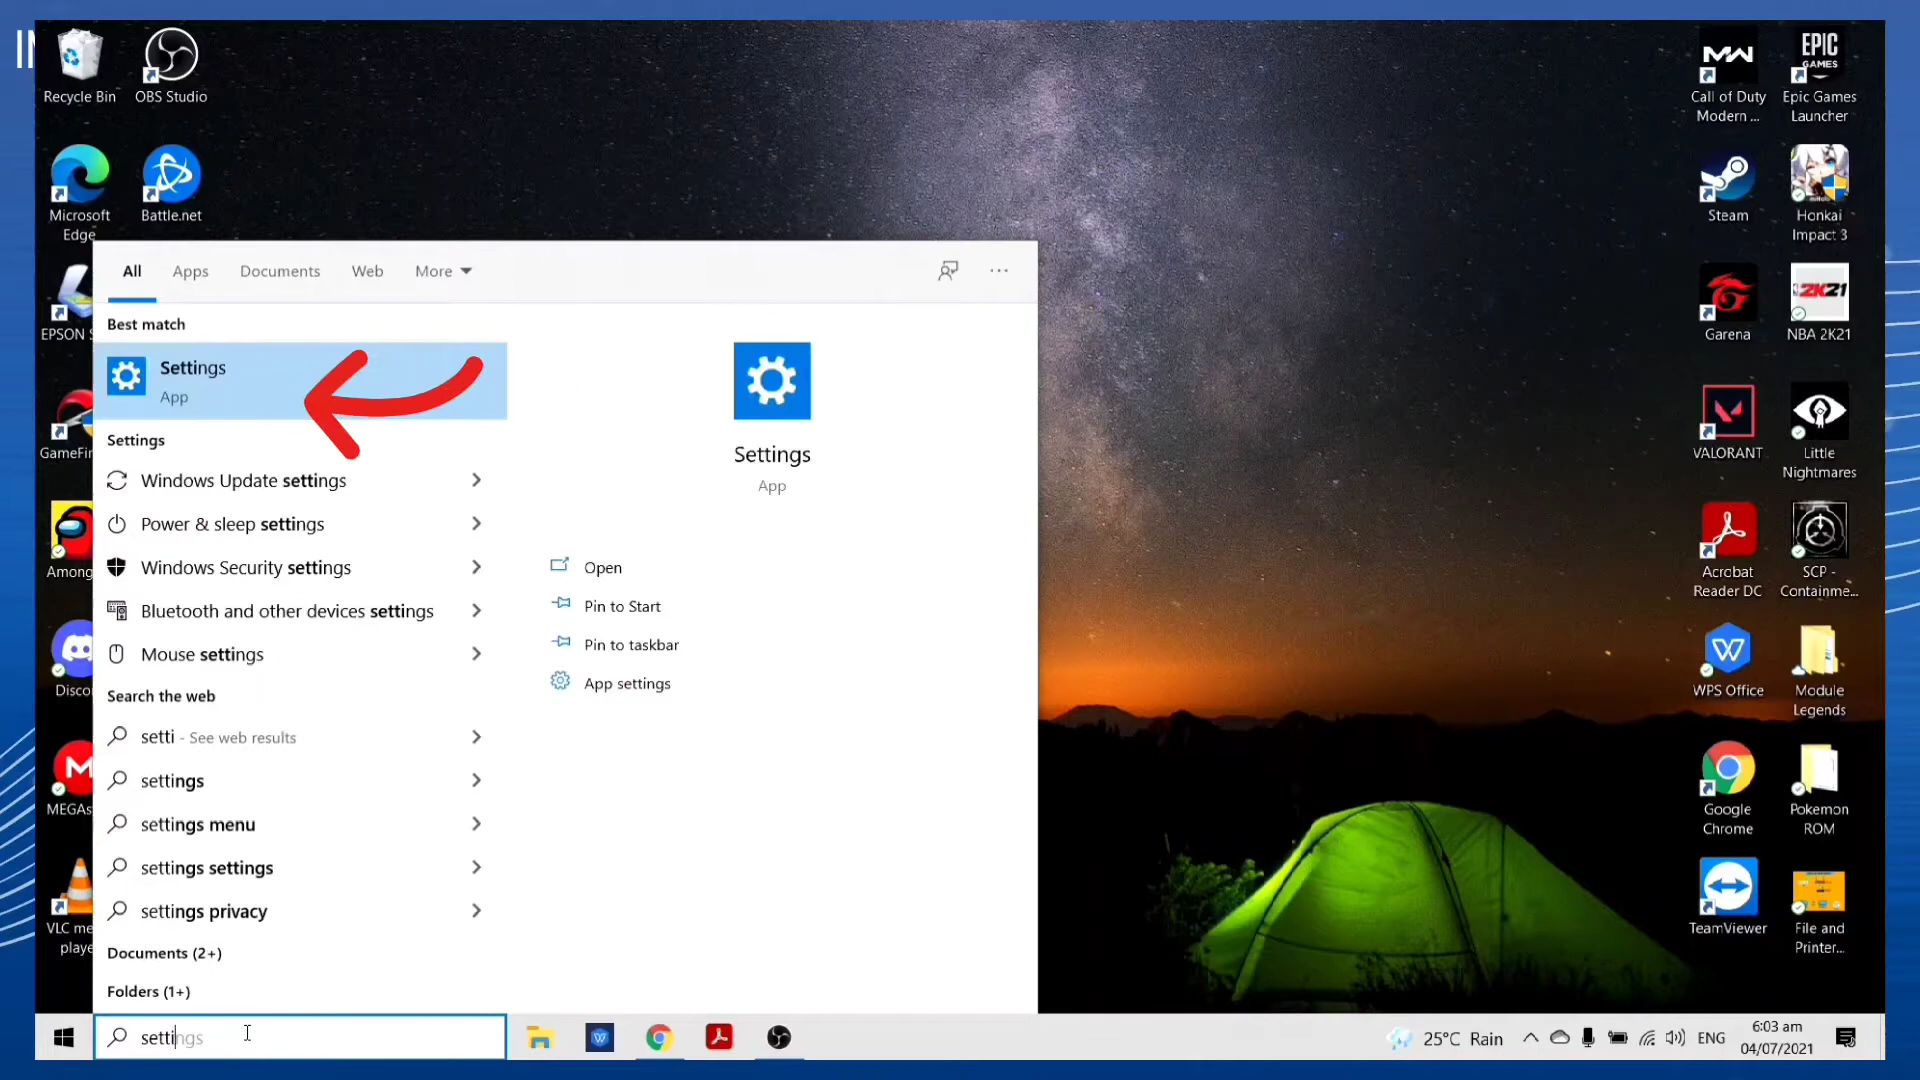 IN
Recycle Bin
OBS Studio
Microsoft
Edge
Battle.net
EPSON S
GameFir
Among
Disco
MEGAs
VLC me
playe
All
Apps
Documents
Web
More
Best match
Settings
App
Settings
Windows Update settings
Power & sleep settings
Windows Security settings
Bluetooth and other devices settings
Mouse settings
Search the web
setti - See web results
settings
settings menu
settings settings
settings privacy
Documents (2+)
Folders (1+)
settings
Settings
App
Open
Pin to Start
Pin to taskbar
App settings
MW
Call of Duty
Modern ...
EPIC
GAMES
Epic Games
Launcher
Steam
Honkai
Impact 3
Garena
2K21
NBA 2K21
VALORANT
Little
Nightmares
Acrobat
Reader DC
SCP -
Containme...
W
WPS Office
Module
Legends
Google
Chrome
Pokemon
ROM
TeamViewer
File and
Printer...
M
W
25°C Rain
ENG
6:03 am
04/07/2021